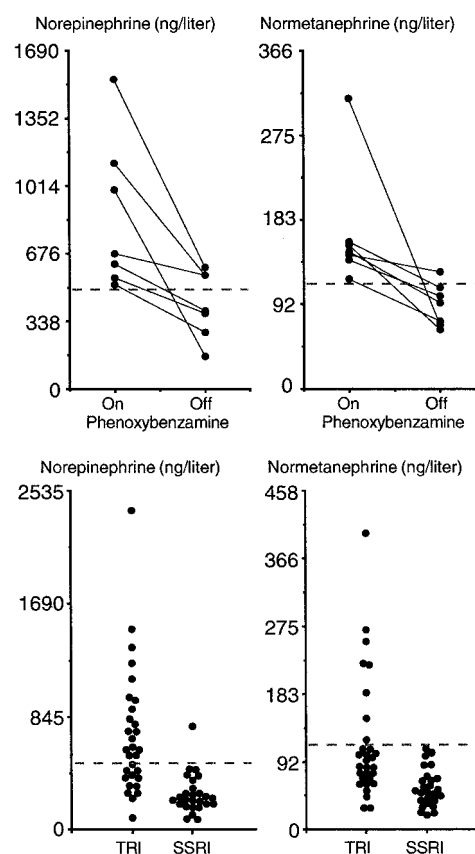 Norepinephrine (ng/liter)
1690
1352
1014
676
338
0
On Off
Phenoxybenzamine
Normetanephrine (ng/liter)
366
275
183
92
0
On Off
Phenoxybenzamine
Norepinephrine (ng/liter)
2535
1690
845
0
TRI SSRI
Normetanephrine (ng/liter)
458
366
275
183
92
0
TRI SSRI